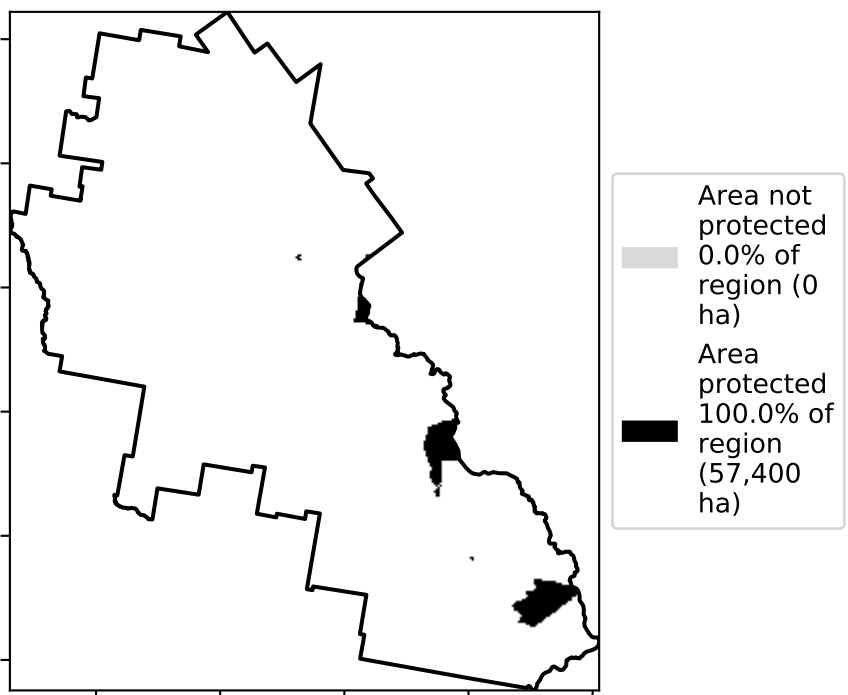 Area not
protected
0.0% of
region (0
ha)
Area
protected
100.0% of
region
(57,400
ha)